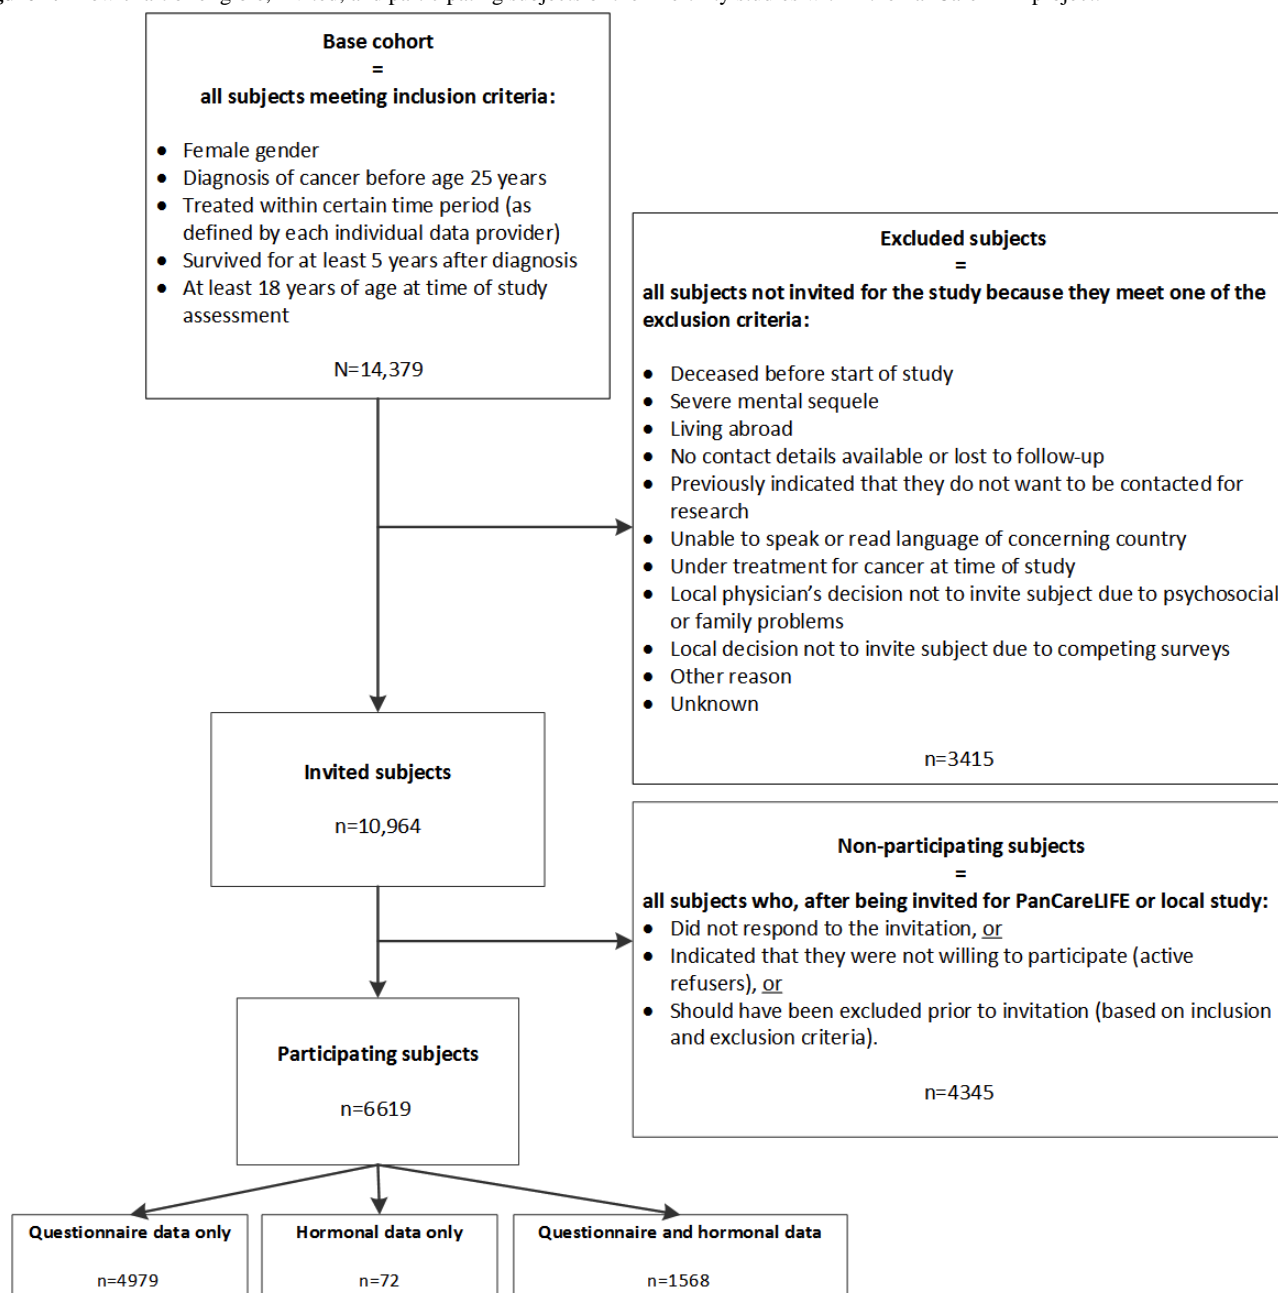 Base cohort
=
all subjects meeting inclusion criteria:
● Female gender
● Diagnosis of cancer before age 25 years
● Treated within certain time period (as
defined by each individual data provider)
● Survived for at least 5 years after diagnosis
● At least 18 years of age at time of study
assessment
N=14,379
Excluded subjects
=
all subjects not invited for the study because they meet one of the
exclusion criteria:
● Deceased before start of study
● Severe mental sequele
● Living abroad
● No contact details available or lost to follow-up
● Previously indicated that they do not want to be contacted for
research
● Unable to speak or read language of concerning country
● Under treatment for cancer at time of study
● Local physician’s decision not to invite subject due to psychosocial
or family problems
● Local decision not to invite subject due to competing surveys
● Other reason
● Unknown
n=3415
Invited subjects
n=10,964
Non-participating subjects
=
all subjects who, after being invited for PanCareLIFE or local study:
● Did not respond to the invitation, or
● Indicated that they were not willing to participate (active
refusers), or
● Should have been excluded prior to invitation (based on inclusion
and exclusion criteria).
n=4345
Participating subjects
n=6619
Questionnaire data only
n=4979
Hormonal data only
n=72
Questionnaire and hormonal data
n=1568